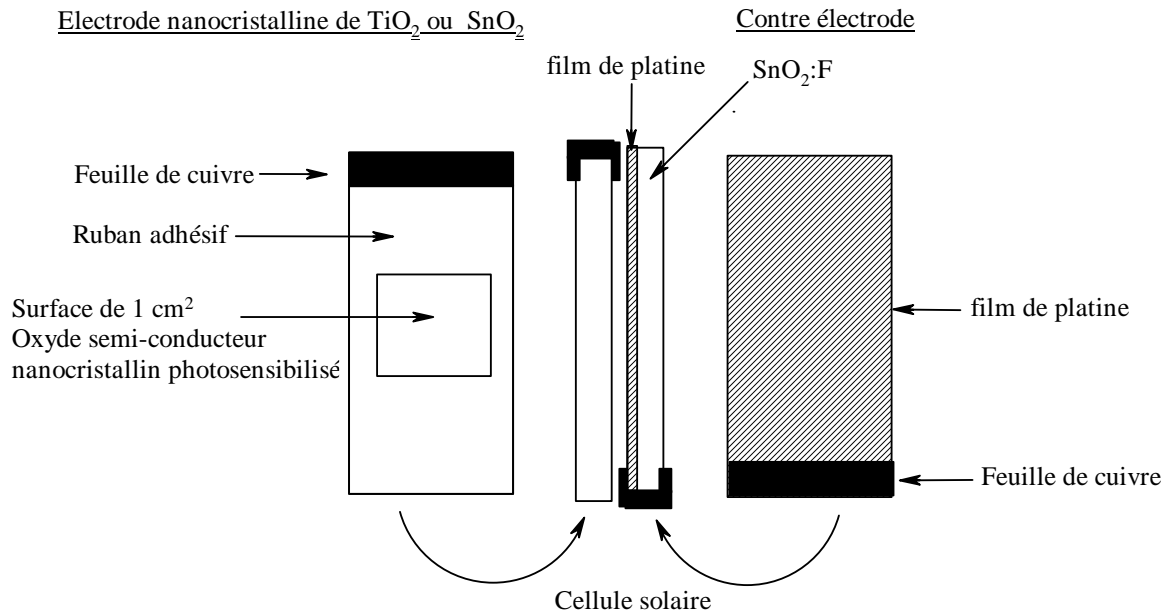 Electrode nanocristalline de TiO2 ou SnO2
Contre électrode
film de platine
SnO2:F
Feuille de cuivre
Ruban adhésif
Surface de 1 cm²
Oxyde semi-conducteur
nanocristallin photosensibilisé
film de platine
Feuille de cuivre
Cellule solaire